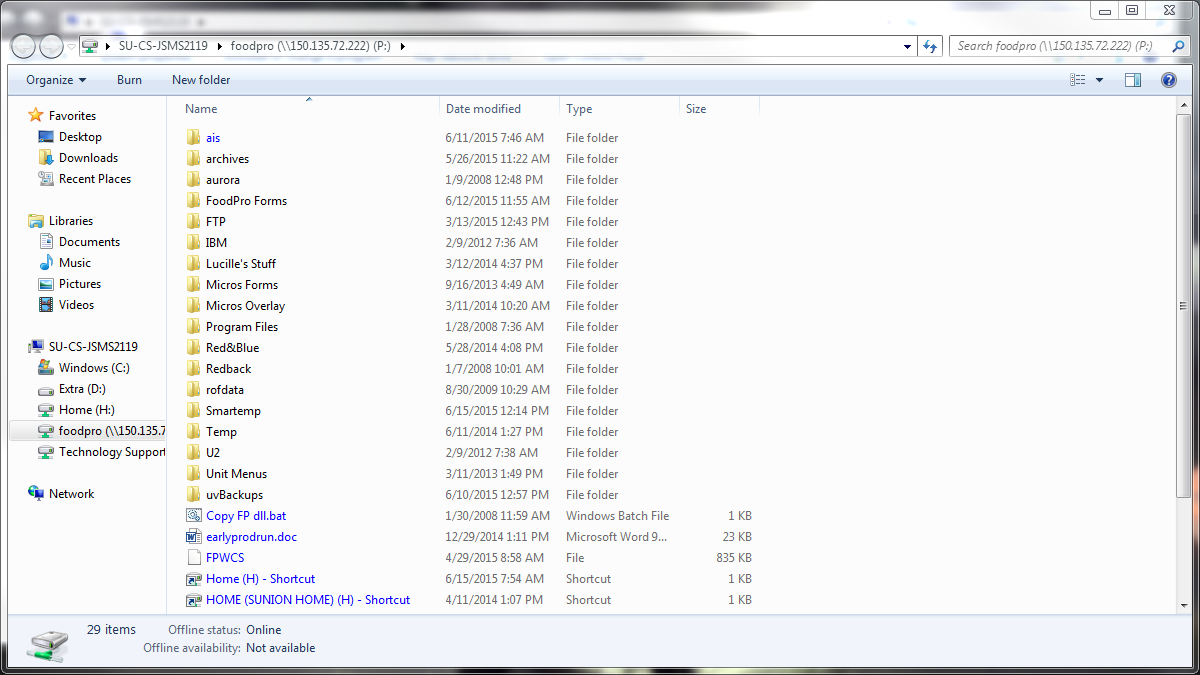 SU-CS-JSMS2119 foodpro (\\150.135.72.222) (P:) Search foodpro (\\150.135.72.222) (P:)
Organize Burn New folder
Name Date modified Type Size
Favorites
Desktop
Downloads
Recent Places
Libraries
Documents
Music
Pictures
Videos
SU-CS-JSMS2119
Windows (C:)
Extra (D:)
Home (H:)
foodpro (\\150.135.7
Technology Support
Network
ais 6/11/2015 7:46 AM File folder
archives 5/26/2015 11:22 AM File folder
aurora 1/9/2008 12:48 PM File folder
FoodPro Forms 6/12/2015 11:55 AM File folder
FTP 3/13/2015 12:43 PM File folder
IBM 2/9/2012 7:36 AM File folder
Lucille's Stuff 3/12/2014 4:37 PM File folder
Micros Forms 9/16/2013 4:49 AM File folder
Micros Overlay 3/11/2014 10:20 AM File folder
Program Files 1/28/2008 7:36 AM File folder
Red&Blue 5/28/2014 4:08 PM File folder
Redback 1/7/2008 10:01 AM File folder
rofdata 8/30/2009 10:29 AM File folder
Smartemp 6/15/2015 12:14 PM File folder
Temp 6/11/2014 1:27 PM File folder
U2 2/9/2012 7:38 AM File folder
Unit Menus 3/11/2013 1:49 PM File folder
uvBackups 6/10/2015 12:57 PM File folder
Copy FP dll.bat 1/30/2008 11:59 AM Windows Batch File 1 KB
earlyprodrun.doc 12/29/2014 1:11 PM Microsoft Word 9... 23 KB
FPWCS 4/29/2015 8:58 AM File 835 KB
Home (H) - Shortcut 6/15/2015 7:54 AM Shortcut 1 KB
HOME (SUNION HOME) (H) - Shortcut 4/11/2014 1:07 PM Shortcut 1 KB
29 items Offline status: Online
Offline availability: Not available